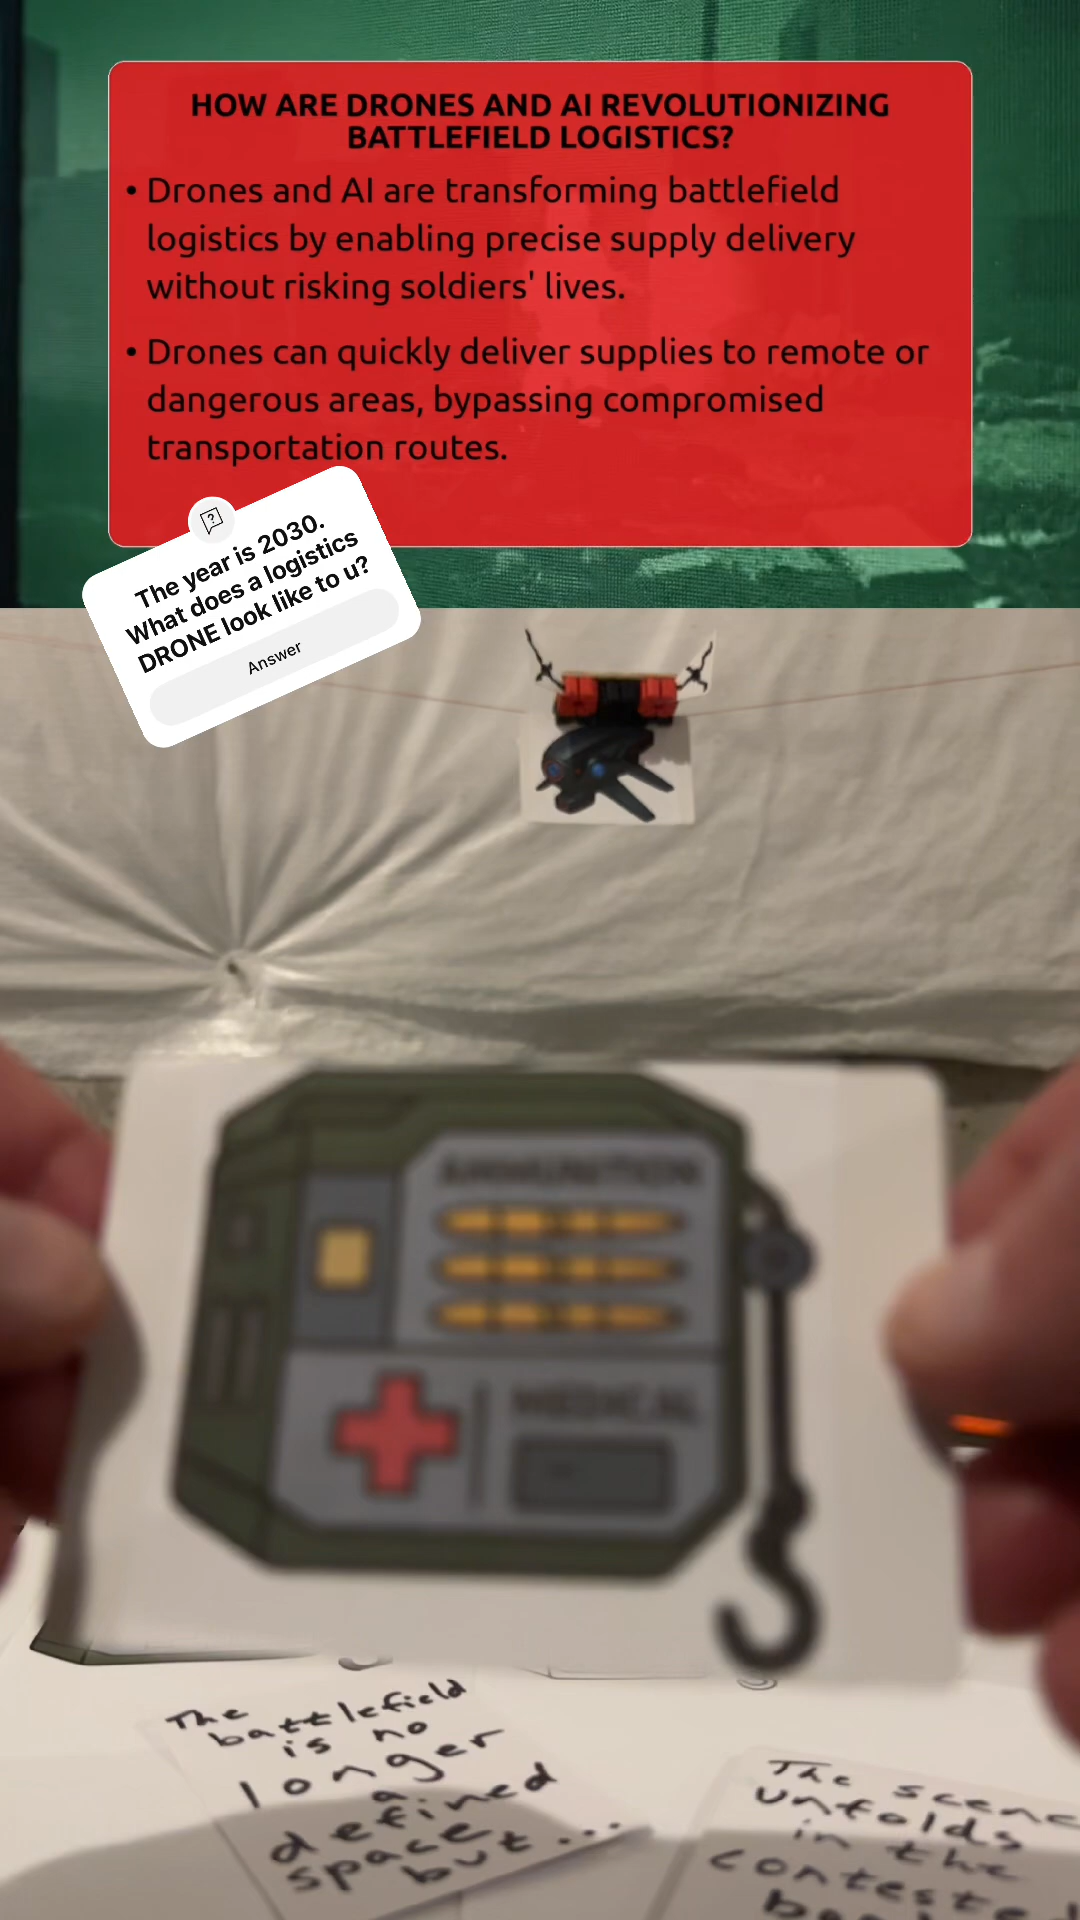 HOW ARE DRONES AND AI REVOLUTIONIZING
BATTLEFIELD LOGISTICS?
• Drones and AI are transforming battlefield
logistics by enabling precise supply delivery
without risking soldiers' lives.
• Drones can quickly deliver supplies to remote or
dangerous areas, bypassing compromised
transportation routes.
The year is 2030.
What does a logistics
DRONE look like to u?
Answer
AMMUNITION
MEDICAL
The
battlefield
is no
longer
a
defined
space
but...
The scene
unfolds
in the